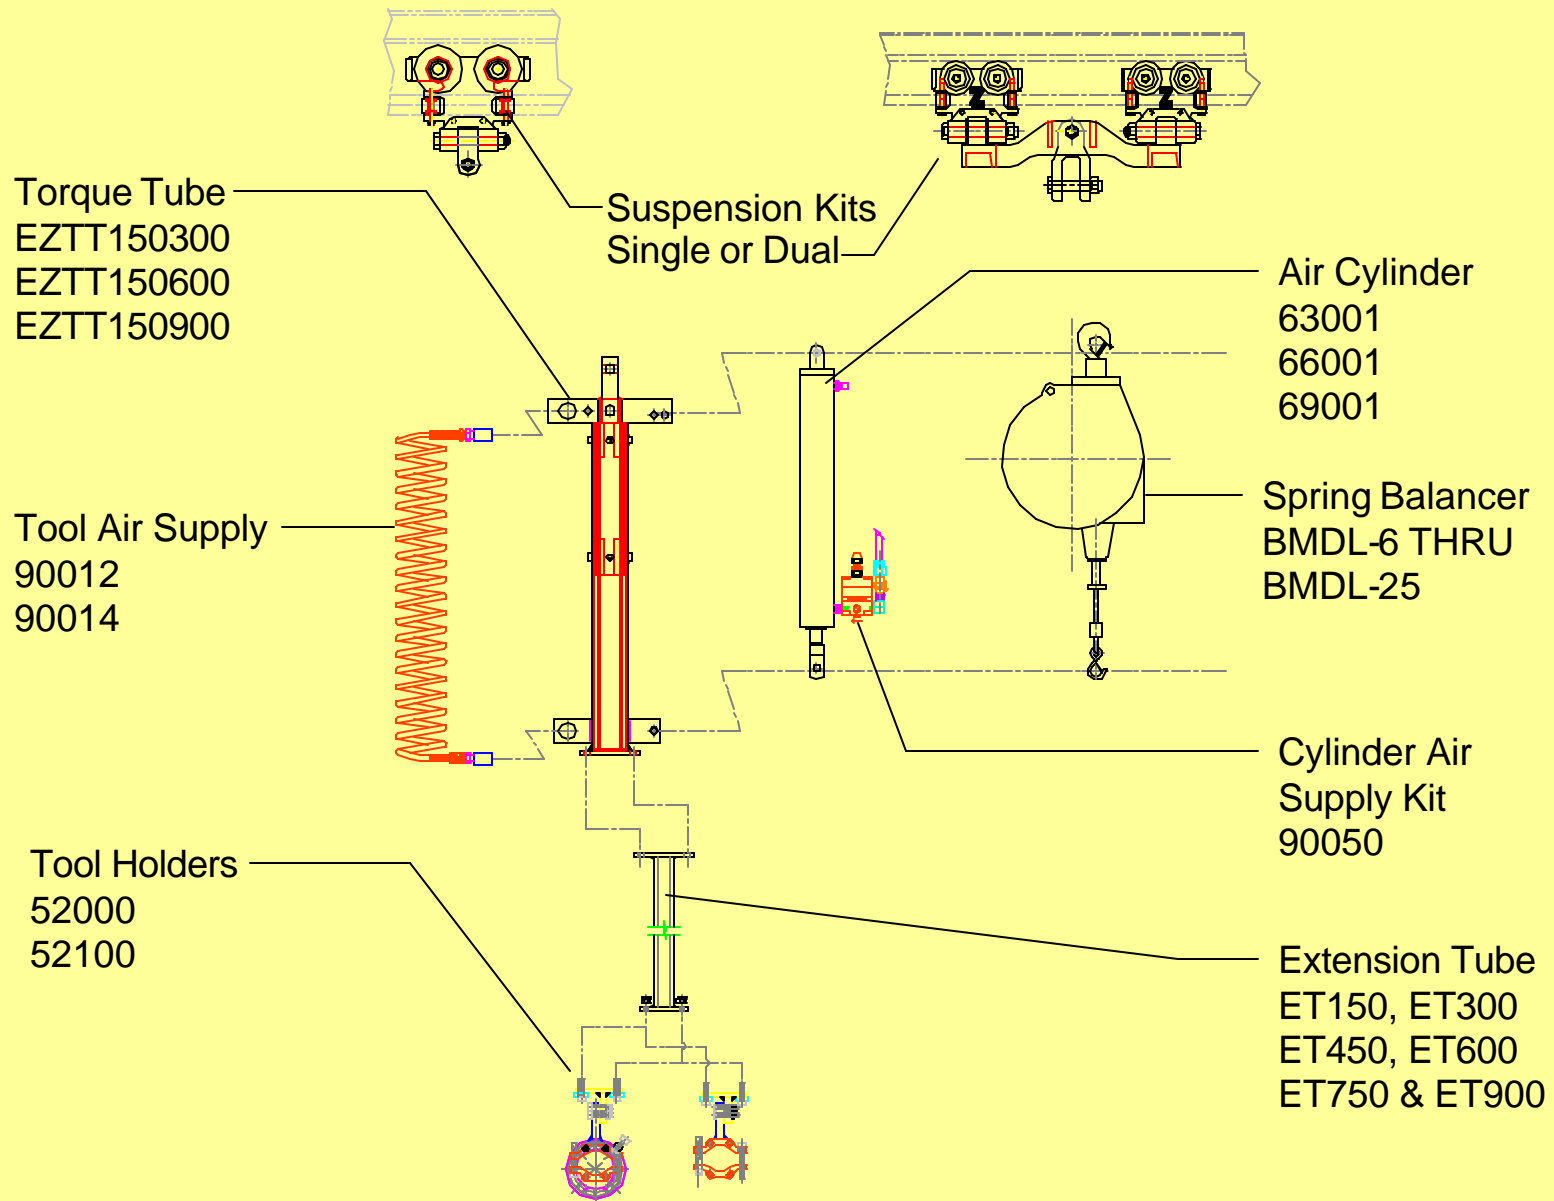 Torque Tube
EZTT150300
EZTT150600
EZTT150900
Suspension Kits
Single or Dual
Air Cylinder
63001
66001
69001
Tool Air Supply
90012
90014
Spring Balancer
BMDL-6 THRU
BMDL-25
Cylinder Air
Supply Kit
90050
Tool Holders
52000
52100
Extension Tube
ET150, ET300
ET450, ET600
ET750 & ET900